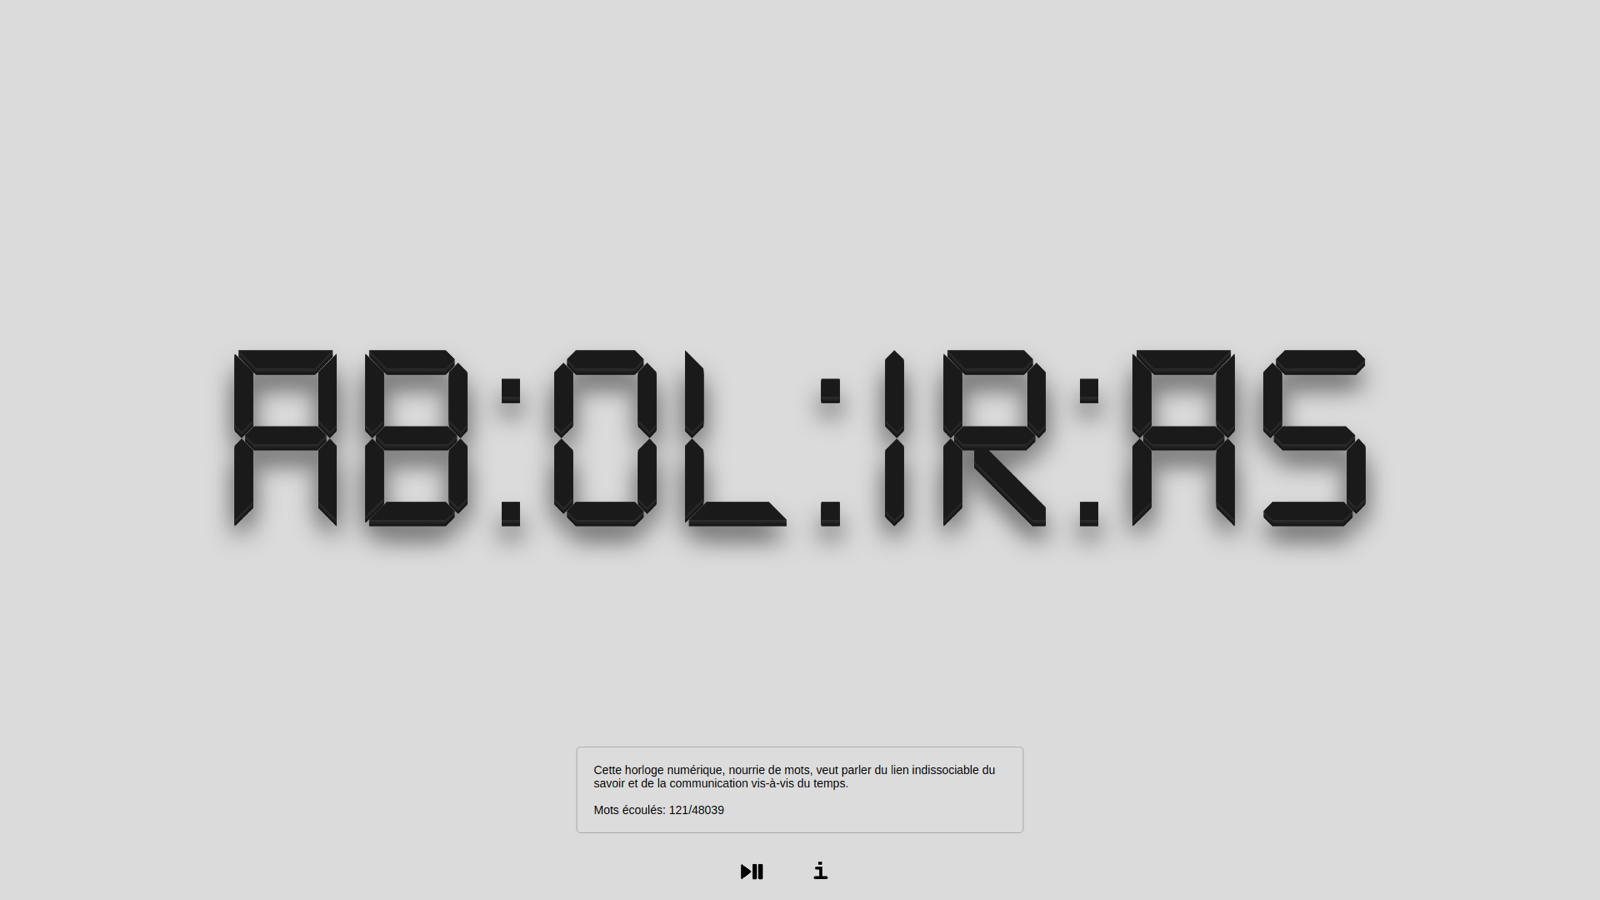 AB:OL:IR:AS
Cette horloge numérique, nourrie de mots, veut parler du lien indissociable du
savoir et de la communication vis-à-vis du temps.
Mots écoulés: 121/48039
i